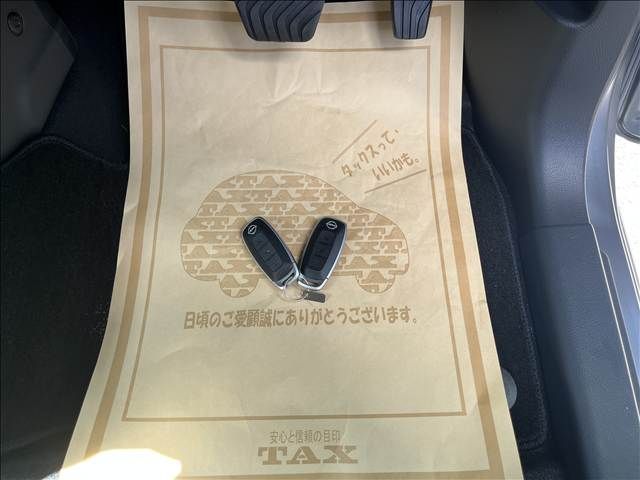 タックスって、
いいかも。
TAX
日頃のご愛顧誠にありがとうございます。
安心と信頼の目印
TAX